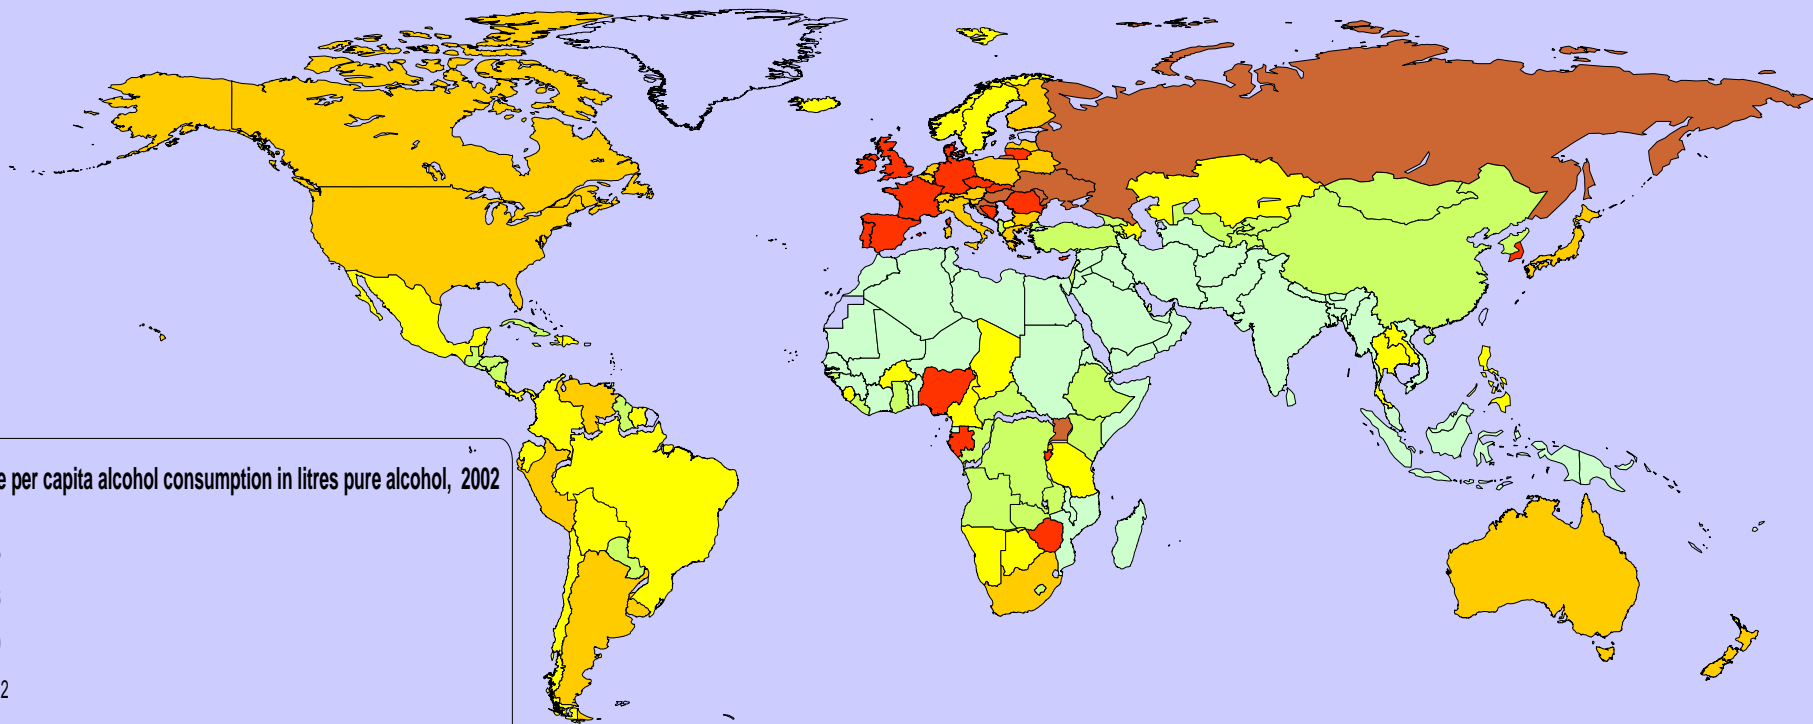 per capita alcohol consumption in litres pure alcohol, 2002
2